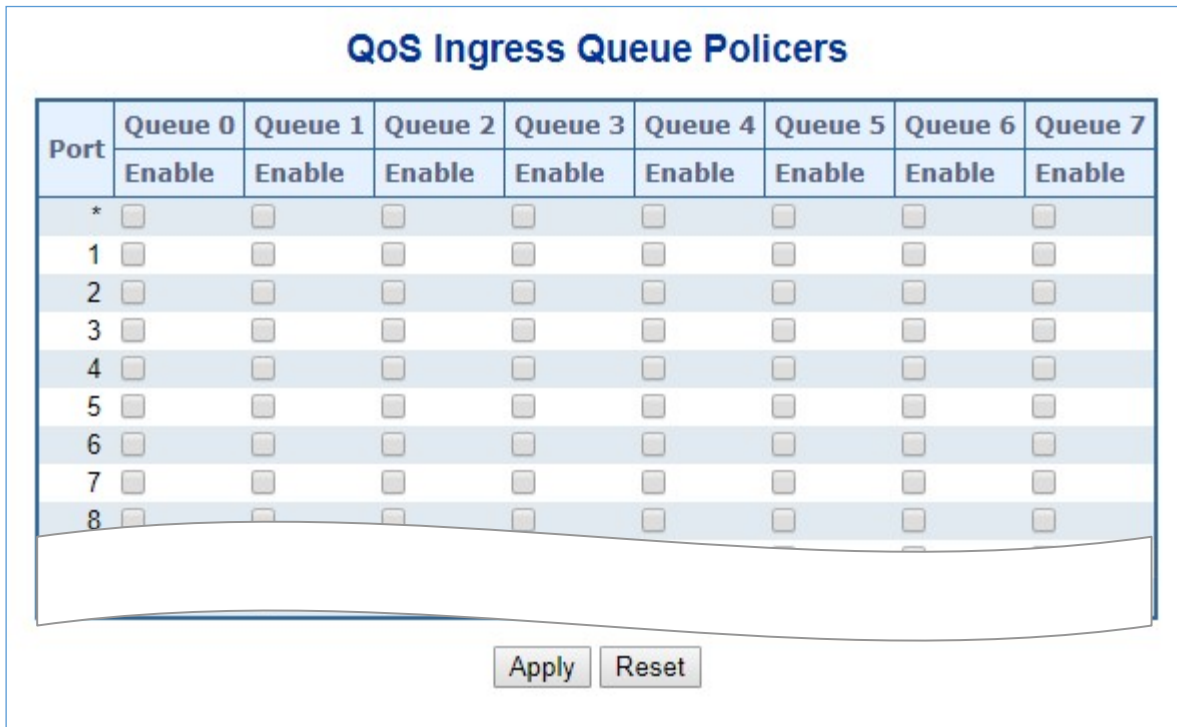 QoS Ingress Queue Policers
Port Queue 0 Queue 1 Queue 2 Queue 3 Queue 4 Queue 5 Queue 6 Queue 7
Enable Enable Enable Enable Enable Enable Enable Enable
*
1
2
3
4
5
6
7
8
Apply Reset